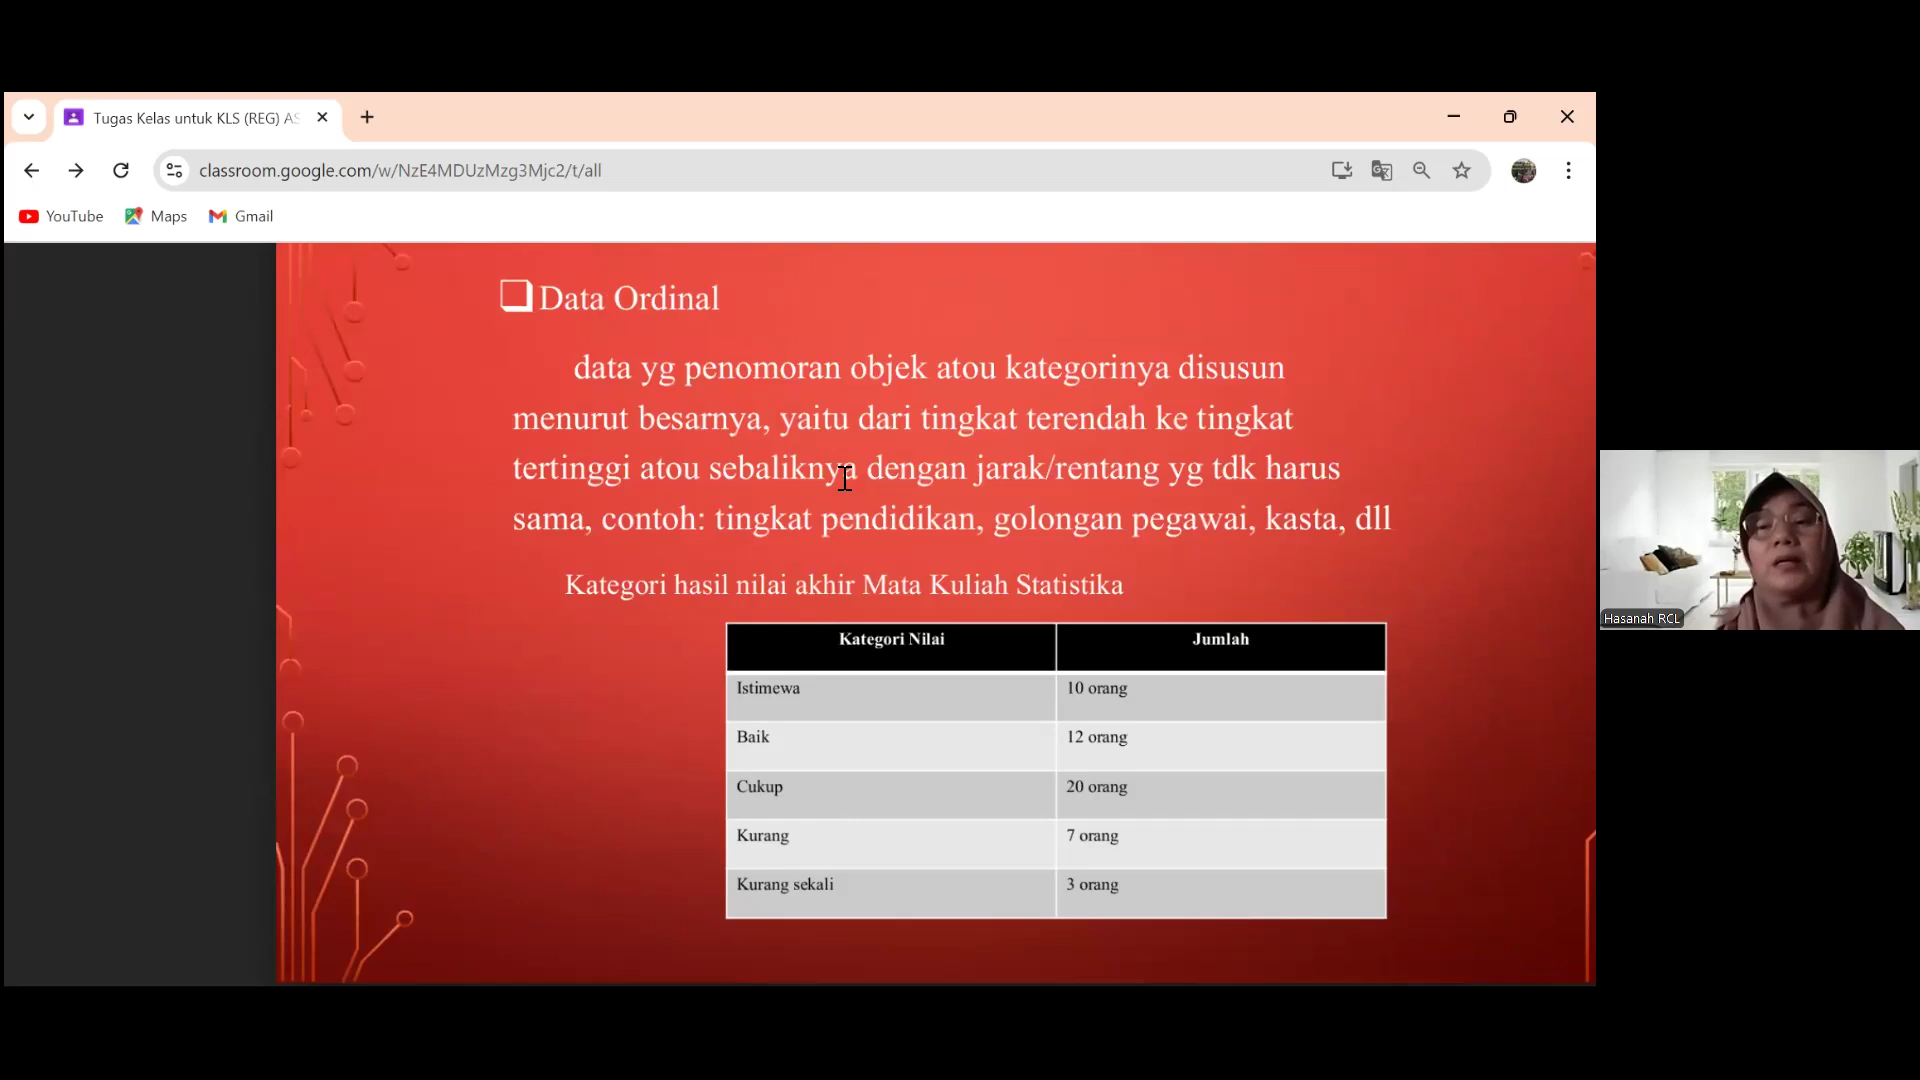 Tugas Kelas untuk KLS (REG) AS
classroom.google.com/w/NzE4MDUzMzg3Mjc2/t/all
YouTube Maps Gmail
Data Ordinal
data yg penomoran objek atou kategorinya disusun
menurut besarnya, yaitu dari tingkat terendah ke tingkat
tertinggi atou sebaliknya dengan jarak/rentang yg tdk harus
sama, contoh: tingkat pendidikan, golongan pegawai, kasta, dll
Kategori hasil nilai akhir Mata Kuliah Statistika
Kategori Nilai Jumlah
Istimewa 10 orang
Baik 12 orang
Cukup 20 orang
Kurang 7 orang
Kurang sekali 3 orang
Hasanah RCL